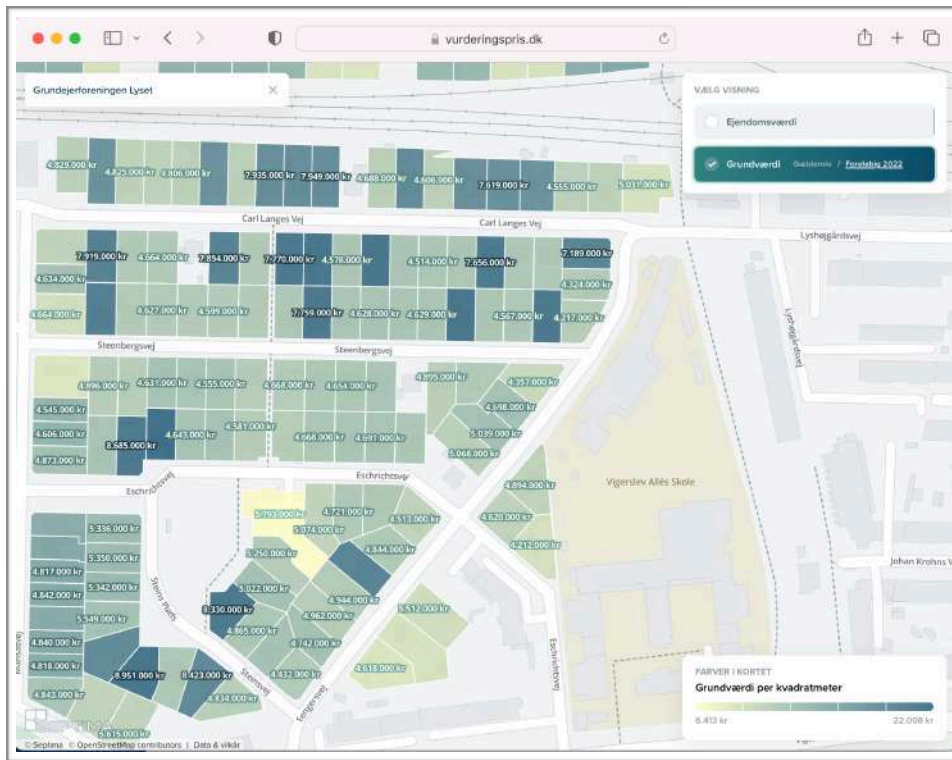 vurderingspris.dk
Grundejerforeningen Lyset
VÆLG VISNING
Ejendomsværdi
Grundværdi Gældende / Foreløbig 2022
4.829.000 kr
4.825.000 kr
4.806.000 kr
7.935.000 kr
7.949.000 kr
4.688.000 kr
4.606.000 kr
7.619.000 kr
4.555.000 kr
5.031.000 kr
Carl Langes Vej
Carl Langes Vej
Lyshøjgårdsvej
7.919.000 kr
4.664.000 kr
7.854.000 kr
7.770.000 kr
4.578.000 kr
4.514.000 kr
7.656.000 kr
7.189.000 kr
4.634.000 kr
4.324.000 kr
4.664.000 kr
4.627.000 kr
4.599.000 kr
7.759.000 kr
4.628.000 kr
4.629.000 kr
4.567.000 kr
4.217.000 kr
Lyshøjgårdsvej
Steenbergsvej
Steenbergsvej
4.896.000 kr
4.631.000 kr
4.555.000 kr
4.668.000 kr
4.654.000 kr
4.895.000 kr
4.357.000 kr
4.545.000 kr
4.698.000 kr
4.606.000 kr
8.685.000 kr
4.643.000 kr
4.581.000 kr
4.668.000 kr
4.691.000 kr
5.039.000 kr
4.873.000 kr
5.068.000 kr
Eschrichtsvej
Eschrichtsvej
4.894.000 kr
Vigerslev Allés Skole
5.793.000 kr
4.721.000 kr
4.513.000 kr
4.620.000 kr
5.336.000 kr
5.074.000 kr
4.844.000 kr
4.212.000 kr
5.350.000 kr
5.250.000 kr
4.817.000 kr
5.342.000 kr
5.022.000 kr
4.944.000 kr
Johan Krohns V
4.842.000 kr
5.549.000 kr
8.330.000 kr
4.962.000 kr
5.512.000 kr
Steins Plads
4.840.000 kr
4.865.000 kr
4.742.000 kr
4.818.000 kr
8.951.000 kr
8.423.000 kr
4.432.000 kr
4.618.000 kr
Eschrichtsvej
Steinsvej
4.843.000 kr
4.834.000 kr
Fengersvej
5.615.000 kr
SEPTIMA
FARVER I KORTET
Grundværdi per kvadratmeter
6.413 kr
22.008 kr
© Septima © OpenStreetMap contributors | Data & vilkår